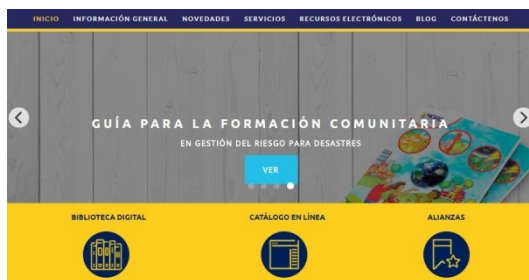 INICIO INFORMACIÓN GENERAL NOVEDADES SERVICIOS RECURSOS ELECTRÓNICOS BLOG CONTÁCTENOS
GUÍA PARA LA FORMACIÓN COMUNITARIA
EN GESTIÓN DEL RIESGO PARA DESASTRES
VER
BIBLIOTECA DIGITAL CATÁLOGO EN LÍNEA ALIANZAS